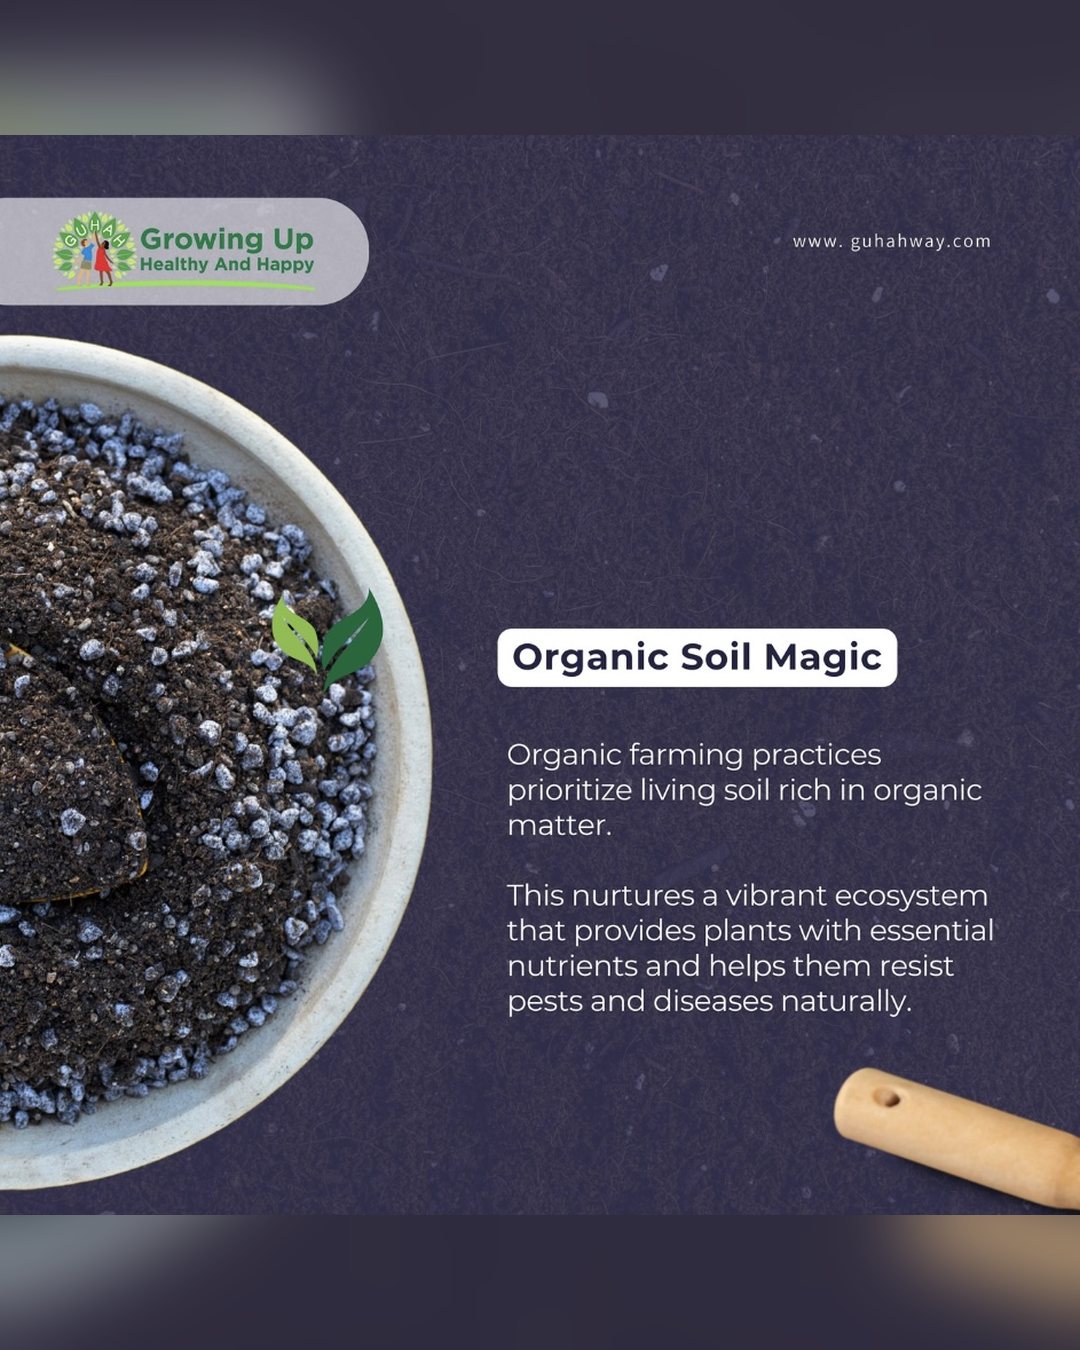 GUHAH
Growing Up
Healthy And Happy
www. guhahway.com
Organic Soil Magic
Organic farming practices
prioritize living soil rich in organic
matter.
This nurtures a vibrant ecosystem
that provides plants with essential
nutrients and helps them resist
pests and diseases naturally.